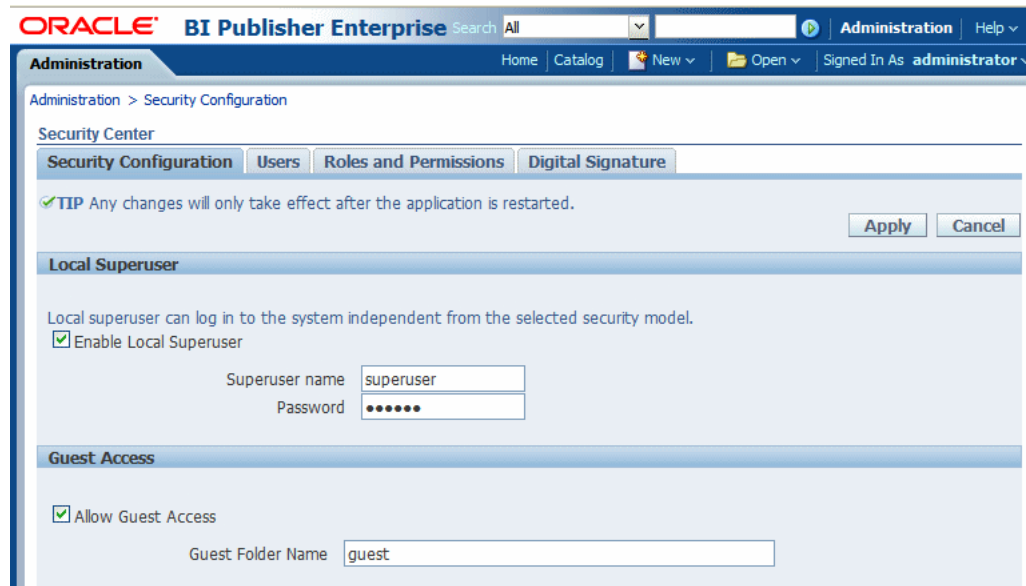 ORACLE BI Publisher Enterprise Search All Administration Help
Administration Home Catalog New Open Signed In As administrator
Administration > Security Configuration
Security Center
Security Configuration Users Roles and Permissions Digital Signature
TIP Any changes will only take effect after the application is restarted.
Apply Cancel
Local Superuser
Local superuser can log in to the system independent from the selected security model.
Enable Local Superuser
Superuser name superuser
Password ••••••
Guest Access
Allow Guest Access
Guest Folder Name guest